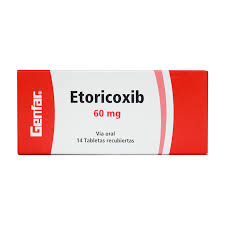 Genfar
Etoricoxib
60 mg
Vía oral
14 Tabletas recubiertas